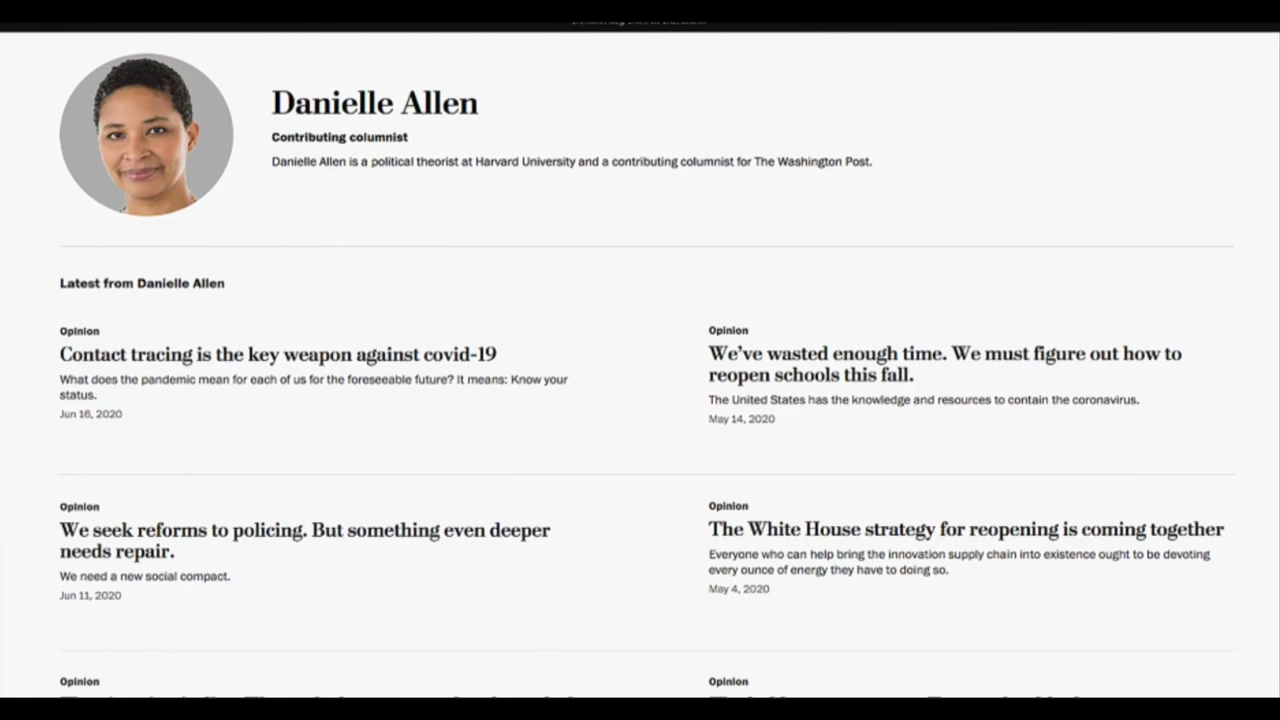 Danielle Allen
Contributing columnist
Danielle Allen is a political theorist at Harvard University and a contributing columnist for The Washington Post.
Latest from Danielle Allen
Opinion
Contact tracing is the key weapon against covid-19
What does the pandemic mean for each of us for the foreseeable future? It means: Know your
status.
Jun 16, 2020
Opinion
We've wasted enough time. We must figure out how to
reopen schools this fall.
The United States has the knowledge and resources to contain the coronavirus.
May 14, 2020
Opinion
We seek reforms to policing. But something even deeper
needs repair.
We need a new social compact.
Jun 11, 2020
Opinion
The White House strategy for reopening is coming together
Everyone who can help bring the innovation supply chain into existence ought to be devoting
every ounce of energy they have to doing so.
May 4, 2020
Opinion
Opinion